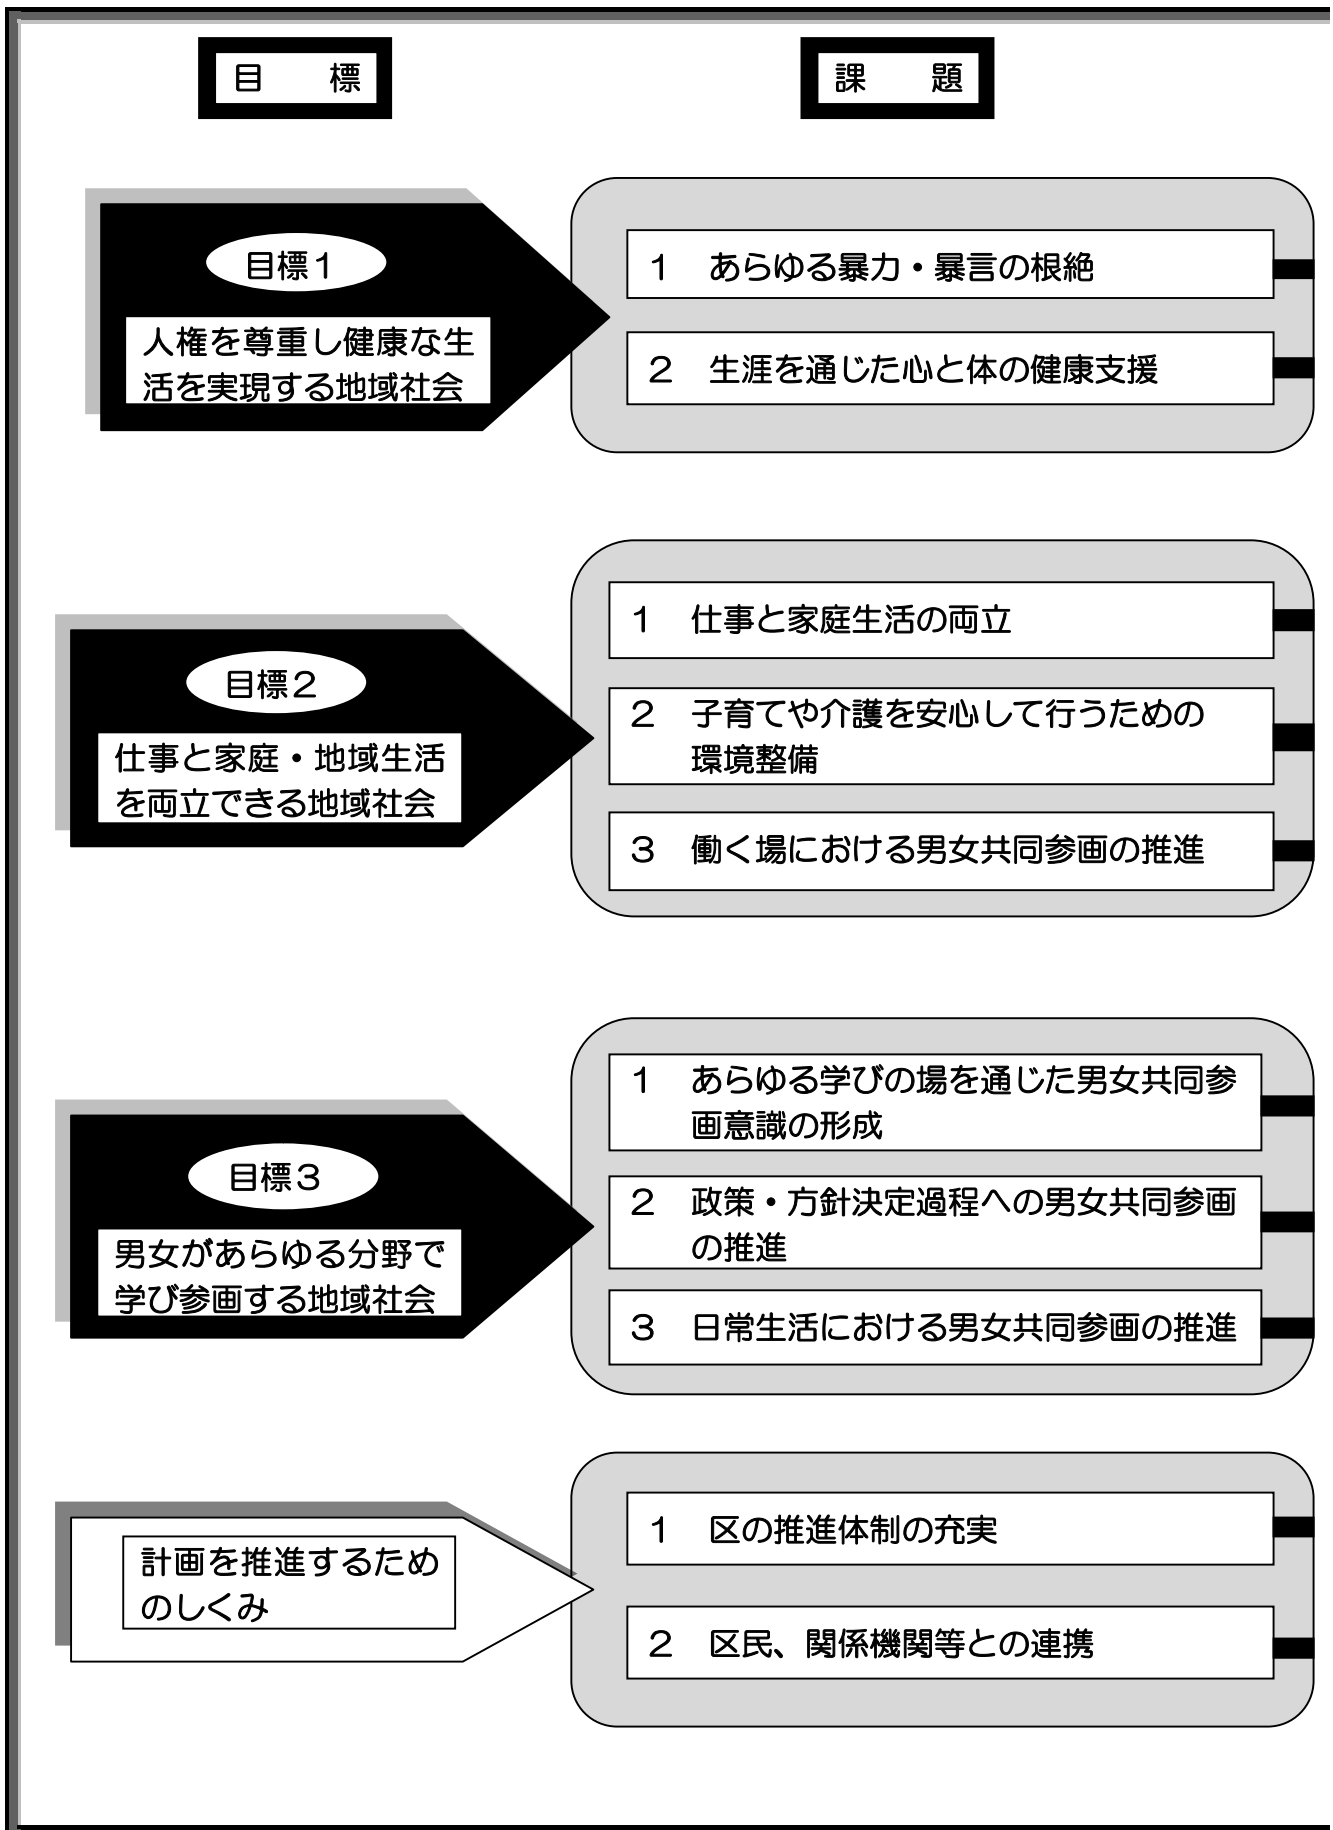 目　標
課　題
目標１
人権を尊重し健康な生
活を実現する地域社会
１　あらゆる暴力・暴言の根絶
２　生涯を通じた心と体の健康支援
目標２
仕事と家庭・地域生活
を両立できる地域社会
１　仕事と家庭生活の両立
２　子育てや介護を安心して行うための
環境整備
３　働く場における男女共同参画の推進
目標３
男女があらゆる分野で
学び参画する地域社会
１　あらゆる学びの場を通じた男女共同参
画意識の形成
２　政策・方針決定過程への男女共同参画
の推進
３　日常生活における男女共同参画の推進
計画を推進するため
のしくみ
１　区の推進体制の充実
２　区民、関係機関等との連携